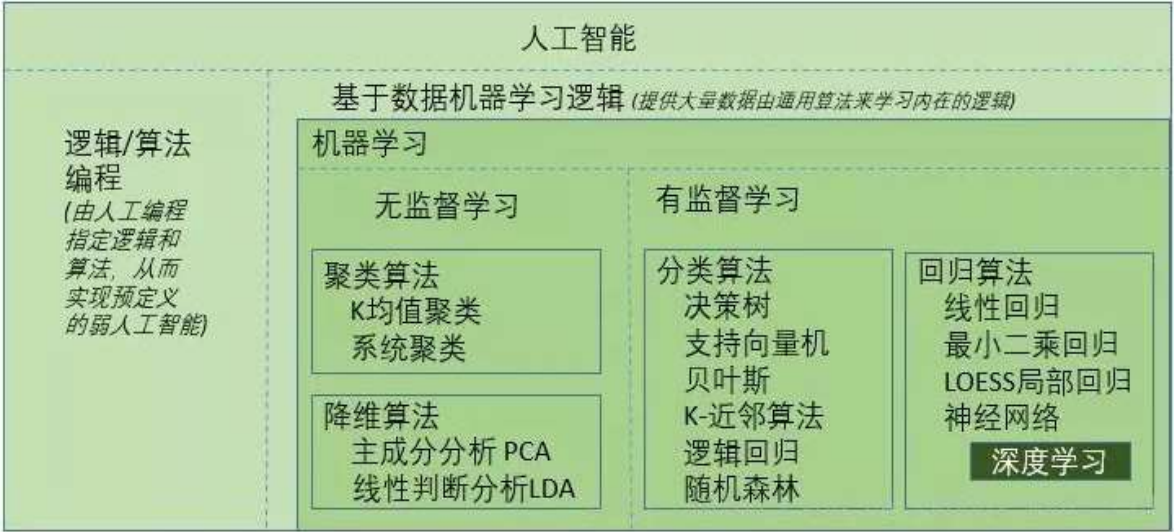 人工智能
逻辑/算法
编程
(由人工编程
指定逻辑和
算法，从而
实现预定义
的弱人工智能)
基于数据机器学习逻辑 (提供大量数据由通用算法来学习内在的逻辑)
机器学习
无监督学习
聚类算法
K均值聚类
系统聚类
降维算法
主成分分析 PCA
线性判断分析LDA
有监督学习
分类算法
决策树
支持向量机
贝叶斯
K-近邻算法
逻辑回归
随机森林
回归算法
线性回归
最小二乘回归
LOESS局部回归
神经网络
深度学习